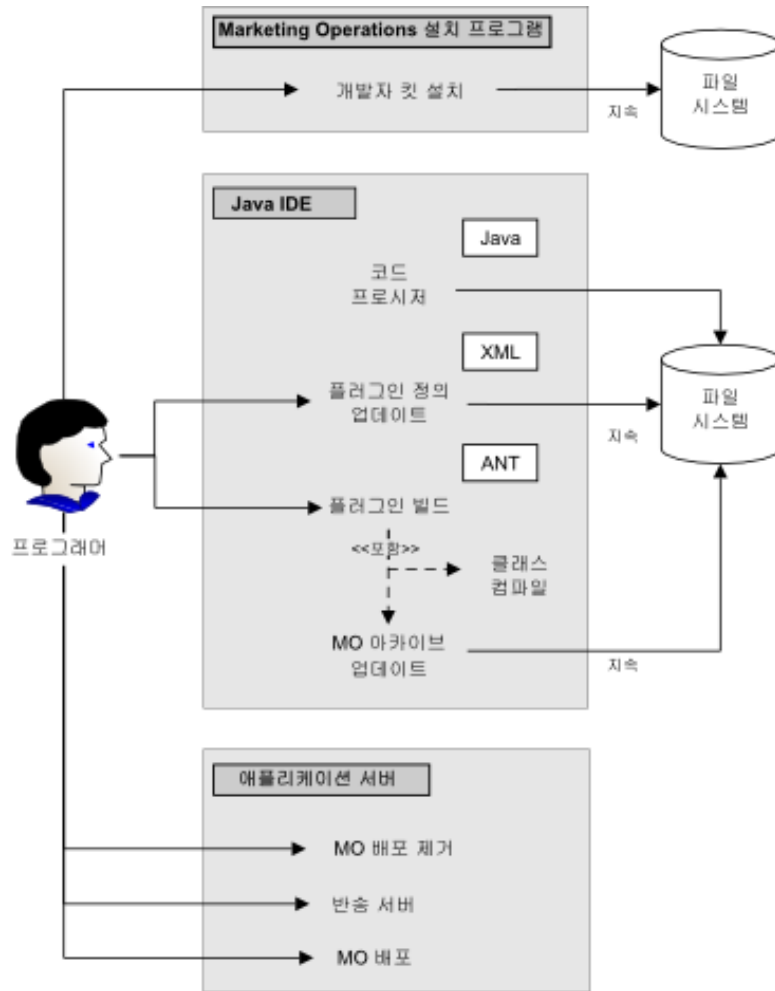 Marketing Operations 설치 프로그램
개발자 킷 설치
지속
파일
시스템
Java IDE
Java
코드
프로시저
XML
플러그인 정의
업데이트
지속
파일
시스템
ANT
플러그인 빌드
<<포함>>
클래스
컴파일
MO 아카이브
업데이트
지속
프로그래머
애플리케이션 서버
MO 배포 제거
반송 서버
MO 배포